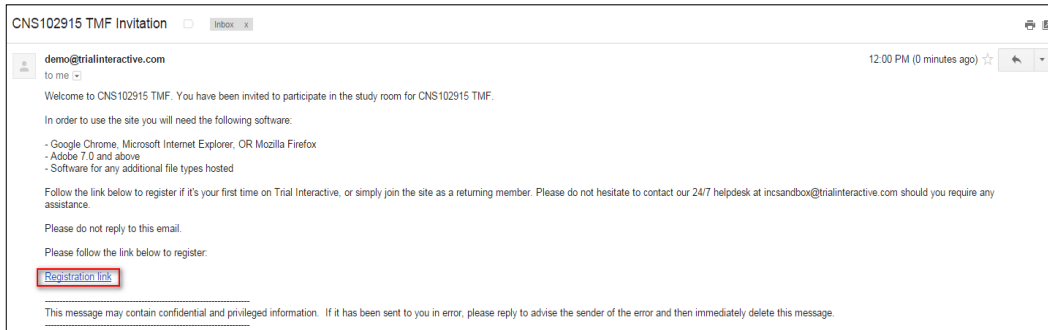 CNS102915 TMF Invitation
Inbox x
demo@trialinteractive.com
12:00 PM (0 minutes ago)
to me
Welcome to CNS102915 TMF. You have been invited to participate in the study room for CNS102915 TMF.
In order to use the site you will need the following software:
- Google Chrome, Microsoft Internet Explorer, OR Mozilla Firefox
- Adobe 7.0 and above
- Software for any additional file types hosted
Follow the link below to register if it's your first time on Trial Interactive, or simply join the site as a returning member. Please do not hesitate to contact our 24/7 helpdesk at incsandbox@trialinteractive.com should you require any
assistance.
Please do not reply to this email.
Please follow the link below to register:
Registration link
----------------------------------------------------------------------
This message may contain confidential and privileged information. If it has been sent to you in error, please reply to advise the sender of the error and then immediately delete this message.
----------------------------------------------------------------------